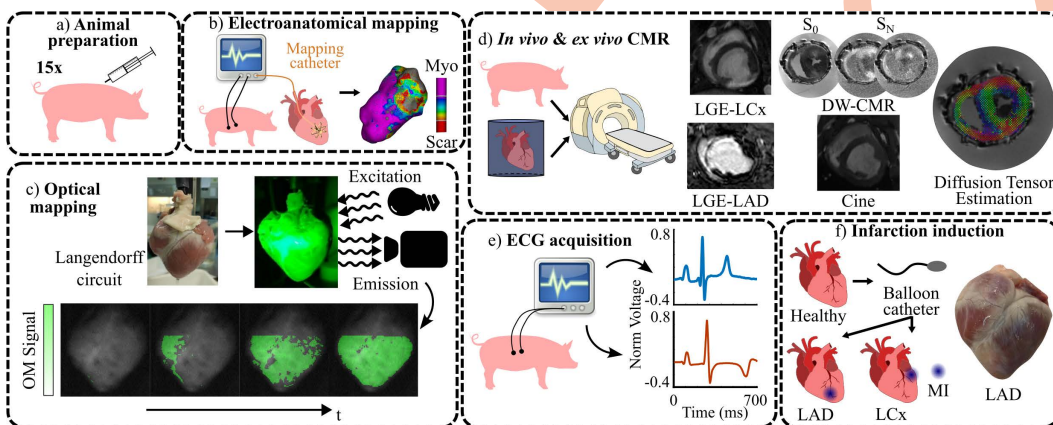 a) Animal
preparation
15x
b) Electroanatomical mapping
Mapping
catheter
Myo
Scar
c) Optical
mapping
Langendorff
circuit
Excitation
Emission
OM Signal
t
d) In vivo & ex vivo CMR
LGE-LCx
LGE-LAD
S0
SN
DW-CMR
Cine
Diffusion Tensor
Estimation
e) ECG acquisition
Norm Voltage
0.8
-0.4
0.8
-0.4
0
700
Time (ms)
f) Infarction induction
Healthy
Balloon
catheter
LAD
LCx
MI
LAD